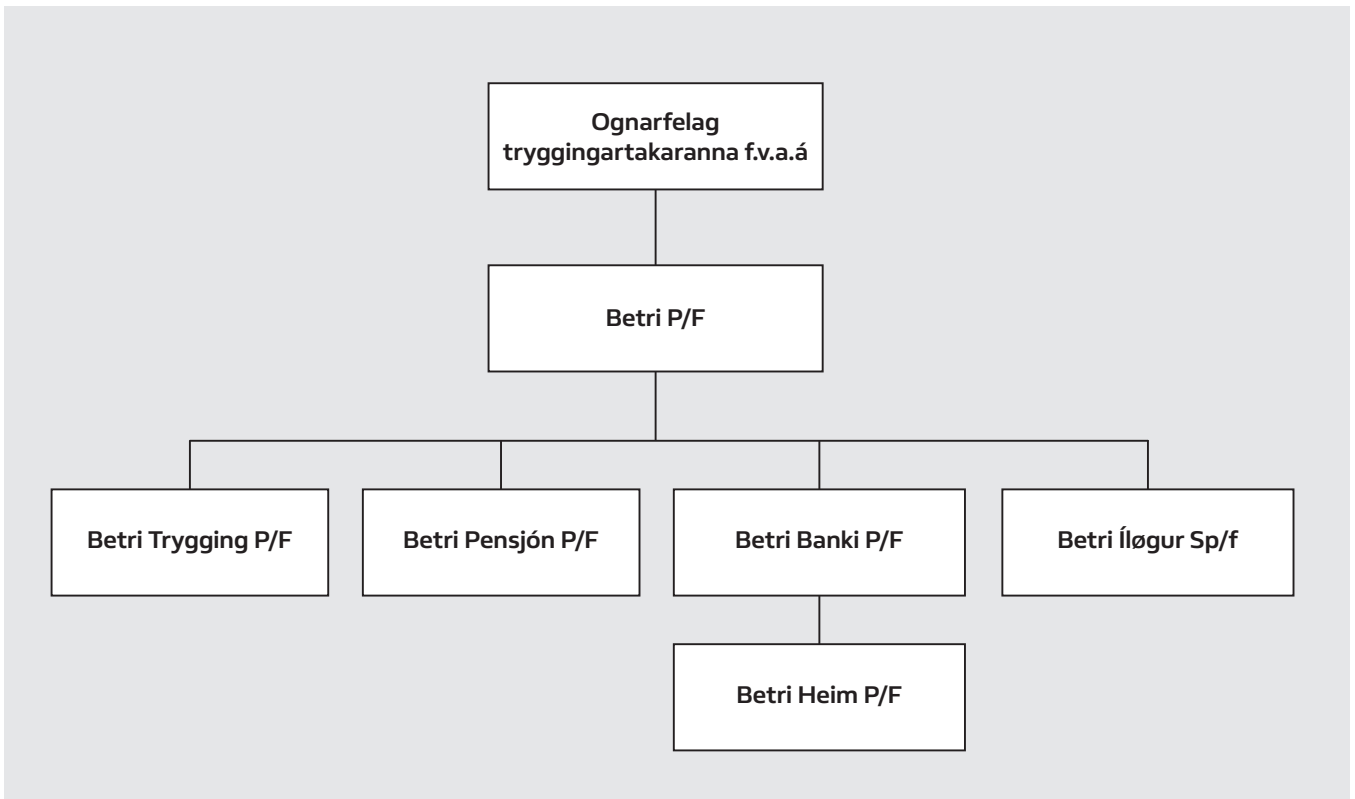 Ognarfelag
tryggingartakaranna f.v.a.á
Betri P/F
Betri Trygging P/F
Betri Pensjón P/F
Betri Banki P/F
Betri Íløgur Sp/f
Betri Heim P/F